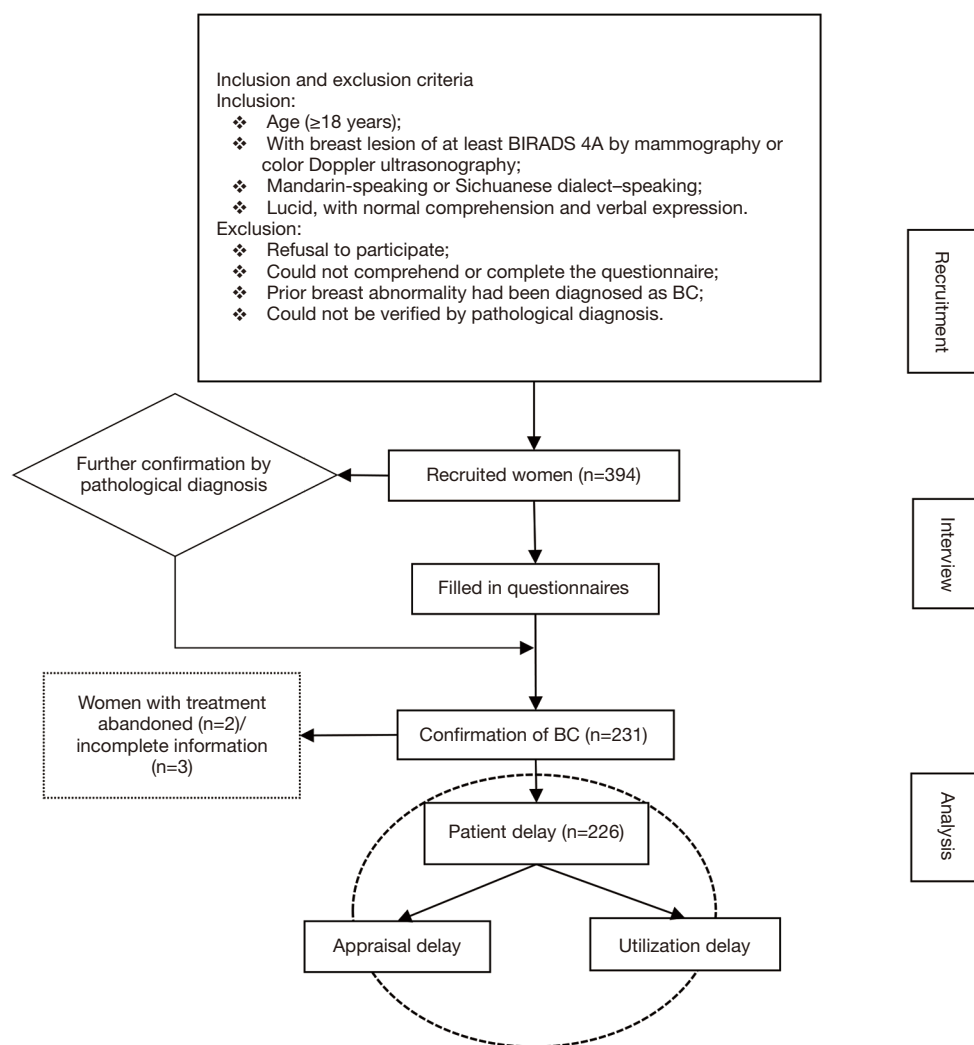 Inclusion and exclusion criteria
Inclusion:
❖ Age (≥18 years);
❖ With breast lesion of at least BIRADS 4A by mammography or
color Doppler ultrasonography;
❖ Mandarin-speaking or Sichuanese dialect–speaking;
❖ Lucid, with normal comprehension and verbal expression.
Exclusion:
❖ Refusal to participate;
❖ Could not comprehend or complete the questionnaire;
❖ Prior breast abnormality had been diagnosed as BC;
❖ Could not be verified by pathological diagnosis.
Recruitment
Further confirmation by
pathological diagnosis
Recruited women (n=394)
Interview
Filled in questionnaires
Women with treatment
abandoned (n=2)/
incomplete information
(n=3)
Confirmation of BC (n=231)
Analysis
Patient delay (n=226)
Appraisal delay
Utilization delay